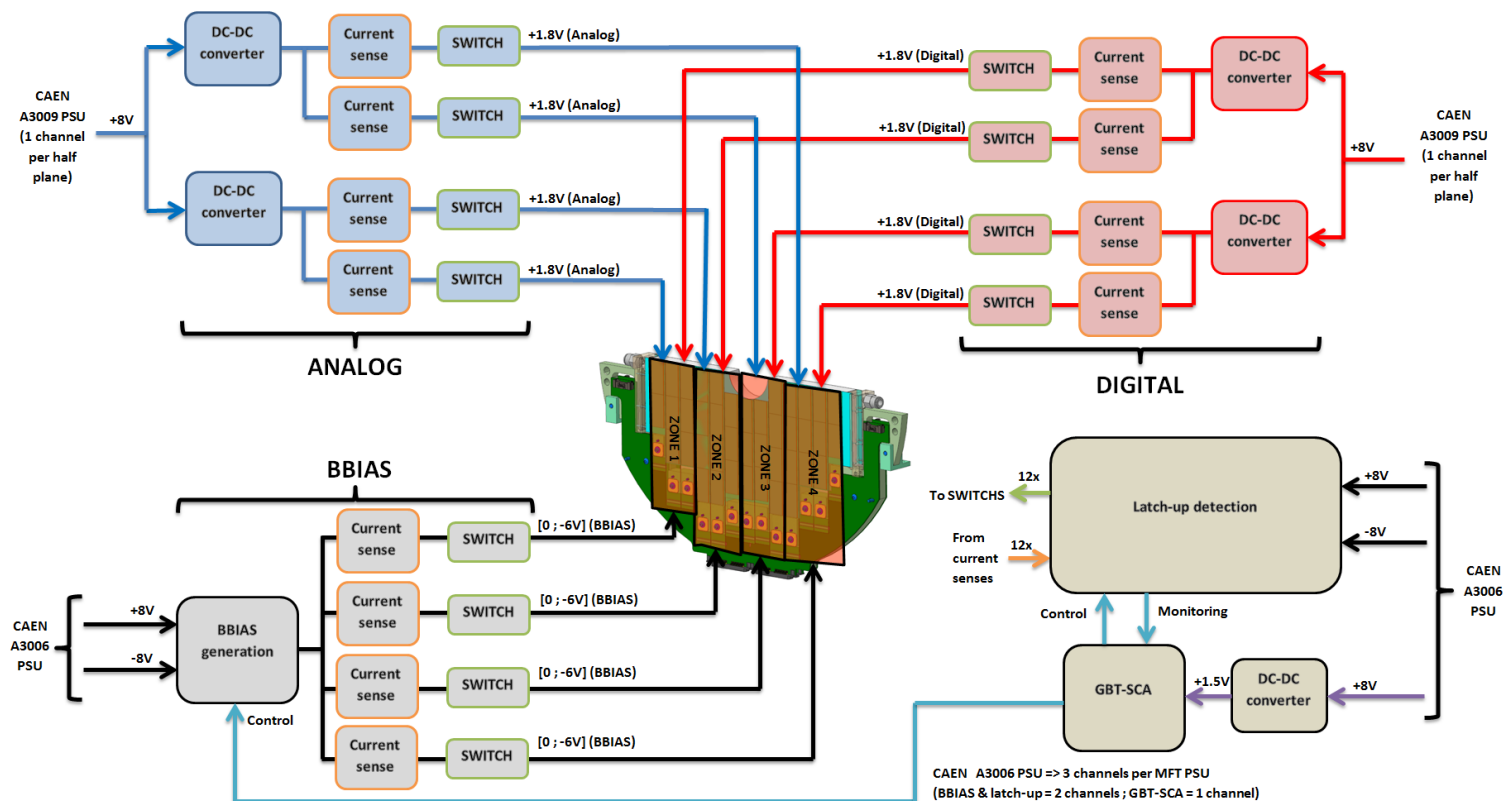 DC-DC
converter
Current
sense
SWITCH
+1.8V (Analog)
Current
sense
SWITCH
+1.8V (Analog)
CAEN
A3009 PSU
(1 channel
per half
plane)
+8V
DC-DC
converter
Current
sense
SWITCH
+1.8V (Analog)
Current
sense
SWITCH
+1.8V (Analog)
ANALOG
+1.8V (Digital)
SWITCH
Current
sense
DC-DC
converter
+1.8V (Digital)
SWITCH
Current
sense
+8V
CAEN
A3009 PSU
(1 channel
per half
plane)
+1.8V (Digital)
SWITCH
Current
sense
DC-DC
converter
+1.8V (Digital)
SWITCH
Current
sense
DIGITAL
ZONE 1
ZONE 2
ZONE 3
ZONE 4
BBIAS
CAEN
A3006
PSU
+8V
-8V
BBIAS
generation
Control
Current
sense
SWITCH
[0 ; -6V] (BBIAS)
Current
sense
SWITCH
[0 ; -6V] (BBIAS)
Current
sense
SWITCH
[0 ; -6V] (BBIAS)
Current
sense
SWITCH
[0 ; -6V] (BBIAS)
To SWITCHS
12x
From
current
senses
12x
Latch-up detection
+8V
-8V
CAEN
A3006
PSU
Control
Monitoring
GBT-SCA
+1.5V
DC-DC
converter
+8V
CAEN A3006 PSU => 3 channels per MFT PSU
(BBIAS & latch-up = 2 channels ; GBT-SCA = 1 channel)